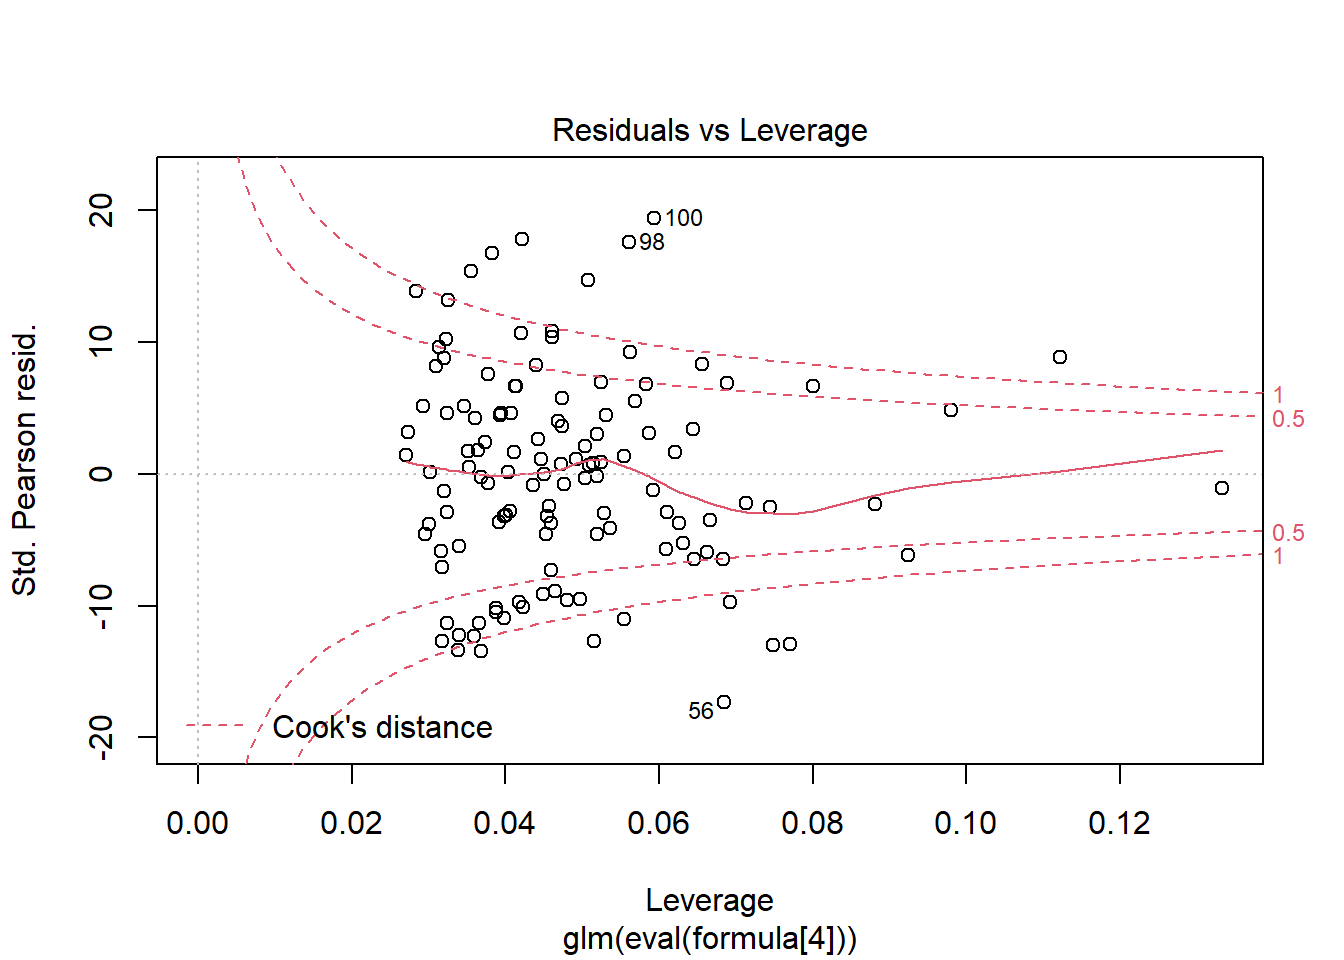 Residuals vs Leverage
Std. Pearson resid.
20
10
0
-10
-20
100
98
56
1
0.5
0.5
1
Cook's distance
0.00 0.02 0.04 0.06 0.08 0.10 0.12
Leverage
glm(eval(formula[4]))